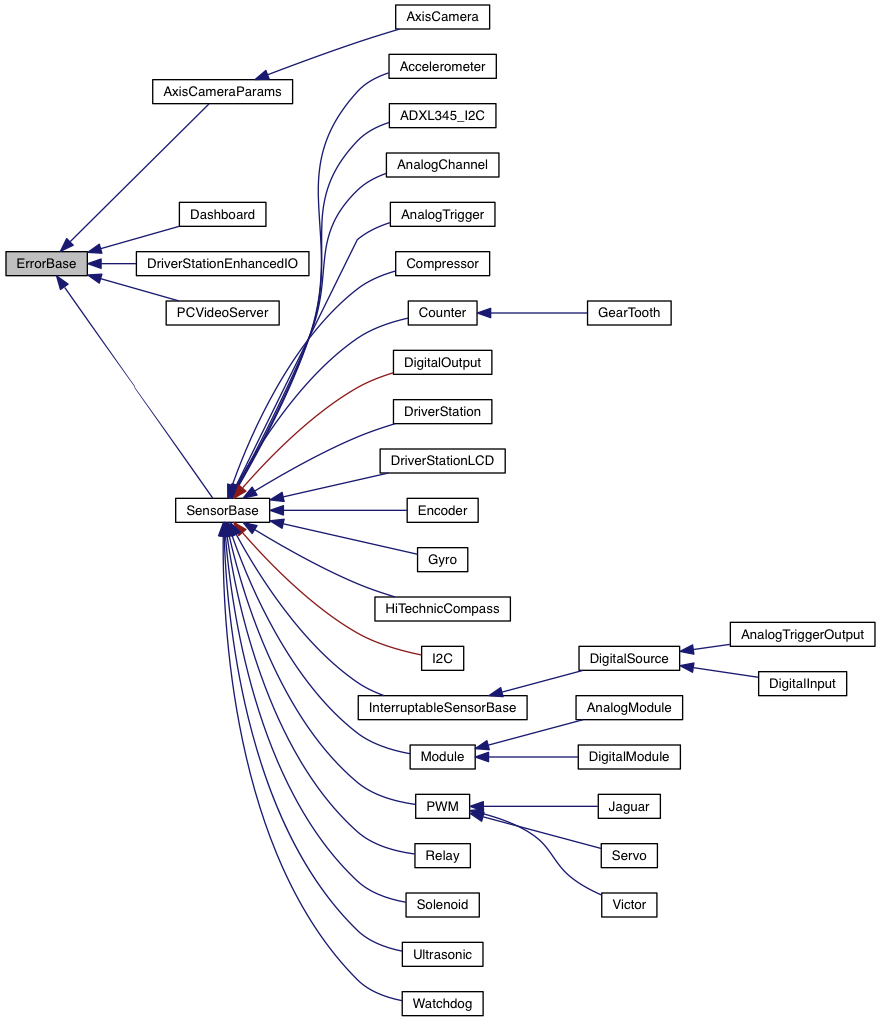 AxisCamera
Accelerometer
AxisCameraParams
ADXL345_I2C
AnalogChannel
Dashboard
AnalogTrigger
ErrorBase
DriverStationEnhancedIO
Compressor
PCVideoServer
Counter
GearTooth
DigitalOutput
DriverStation
DriverStationLCD
SensorBase
Encoder
Gyro
HiTechnicCompass
AnalogTriggerOutput
I2C
DigitalSource
DigitalInput
InterruptableSensorBase
AnalogModule
Module
DigitalModule
PWM
Jaguar
Relay
Servo
Solenoid
Victor
Ultrasonic
Watchdog